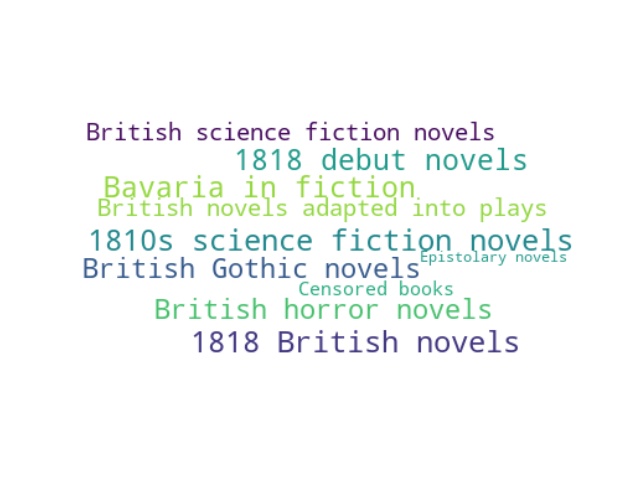 British science fiction novels
1818 debut novels
Bavaria in fiction
British novels adapted into plays
1810s science fiction novels
Epistolary novels
British Gothic novels
Censored books
British horror novels
1818 British novels